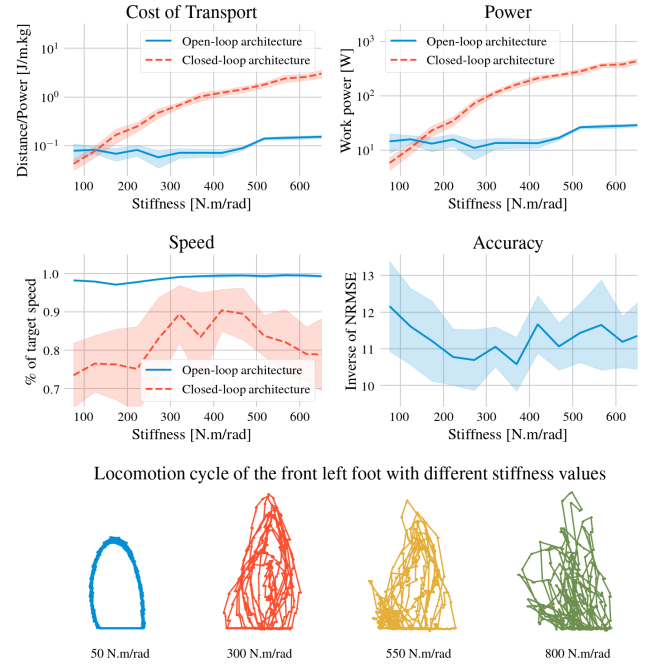 Cost of Transport
Distance/Power [J/m.kg]
10¹
10⁰
10⁻¹
Open-loop architecture
Closed-loop architecture
100 200 300 400 500 600
Stiffness [N.m/rad]
Power
Work power [W]
10³
10²
10¹
Open-loop architecture
Closed-loop architecture
100 200 300 400 500 600
Stiffness [N.m/rad]
Speed
% of target speed
1.0
0.9
0.8
0.7
Open-loop architecture
Closed-loop architecture
100 200 300 400 500 600
Stiffness [N.m/rad]
Accuracy
Inverse of NRMSE
13
12
11
10
100 200 300 400 500 600
Stiffness [N.m/rad]
Locomotion cycle of the front left foot with different stiffness values
50 N.m/rad 300 N.m/rad 550 N.m/rad 800 N.m/rad